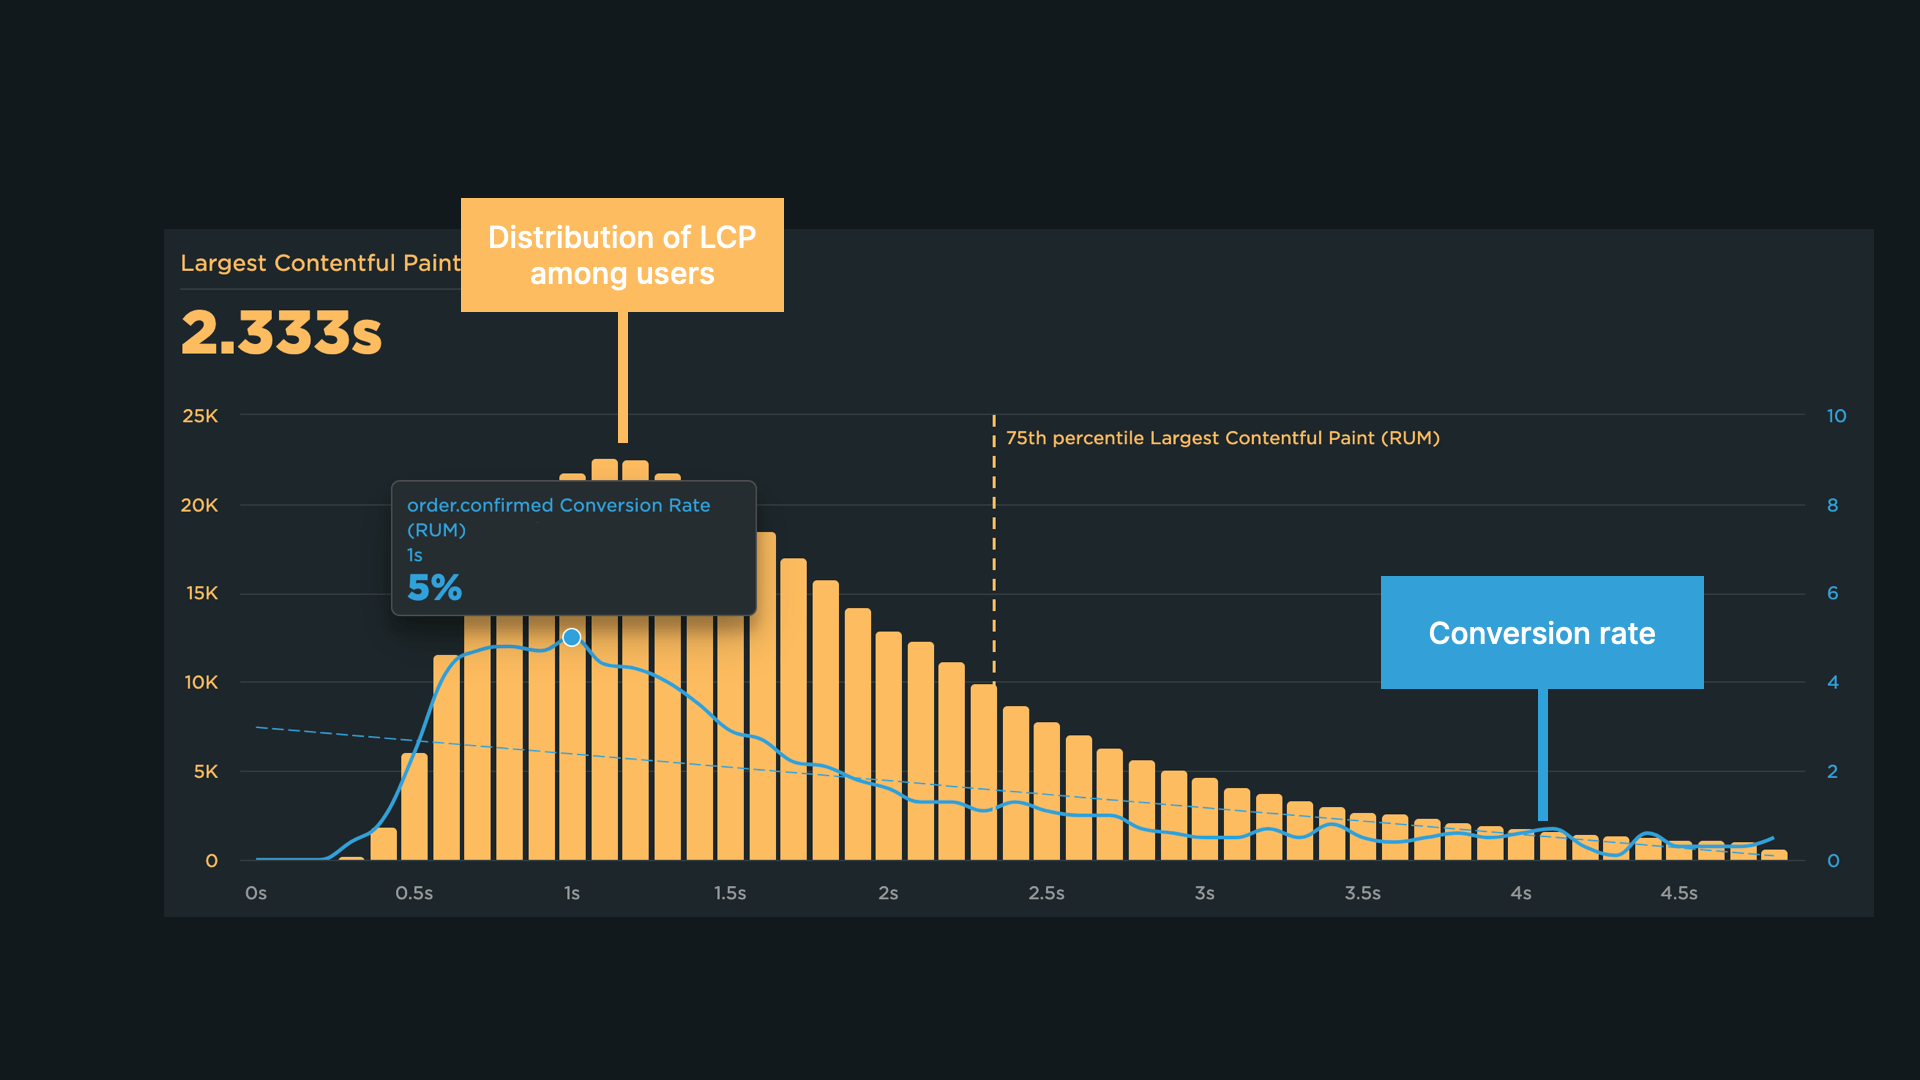 Distribution of LCP
among users
Largest Contentful Paint
2.333s
25K
10
75th percentile Largest Contentful Paint (RUM)
20K
8
order.confirmed Conversion Rate
(RUM)
1s
5%
15K
6
Conversion rate
10K
4
5K
2
0
0
0s 0.5s 1s 1.5s 2s 2.5s 3s 3.5s 4s 4.5s